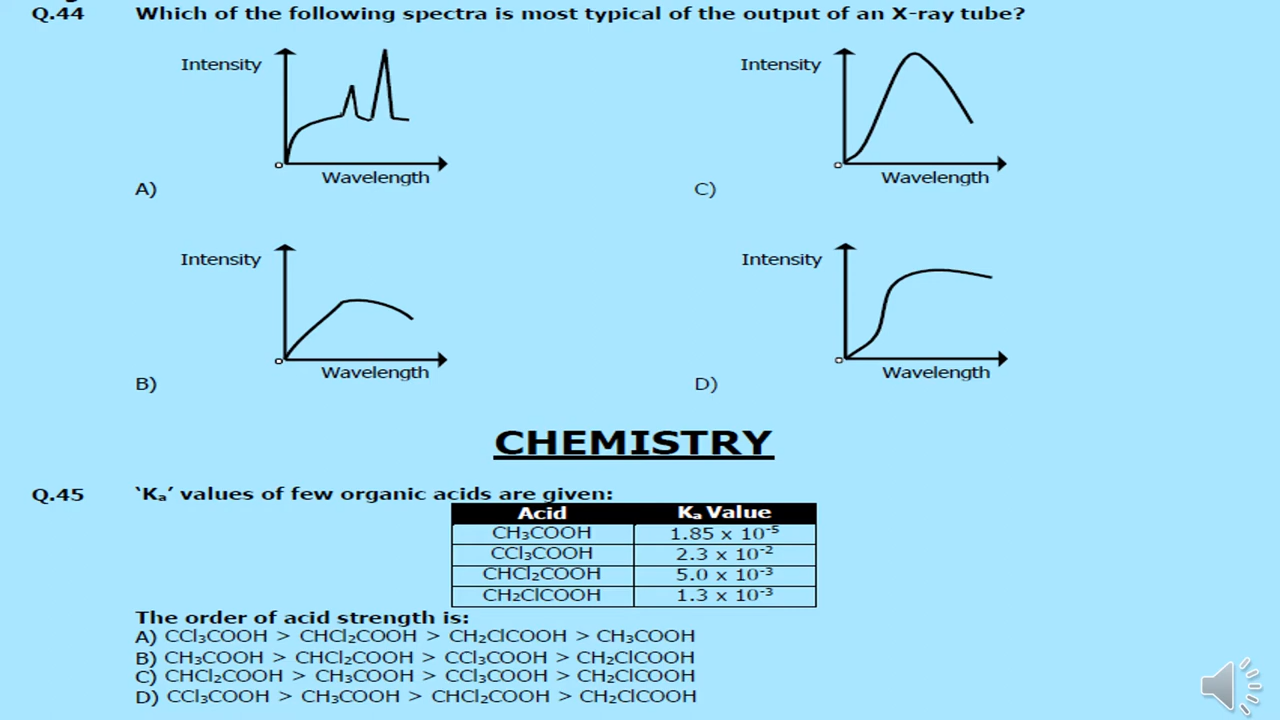 Q.44 Which of the following spectra is most typical of the output of an X-ray tube?
Intensity
O
Wavelength
A)
Intensity
O
Wavelength
C)
Intensity
O
Wavelength
B)
Intensity
O
Wavelength
D)
CHEMISTRY
Q.45 ‘Kₐ’ values of few organic acids are given:
Acid Kₐ Value
CH₃COOH 1.85 x 10⁻⁵
CCl₃COOH 2.3 x 10⁻²
CHCl₂COOH 5.0 x 10⁻³
CH₂ClCOOH 1.3 x 10⁻³
The order of acid strength is:
A) CCl₃COOH > CHCl₂COOH > CH₂ClCOOH > CH₃COOH
B) CH₃COOH > CHCl₂COOH > CCl₃COOH > CH₂ClCOOH
C) CHCl₂COOH > CH₃COOH > CCl₃COOH > CH₂ClCOOH
D) CCl₃COOH > CH₃COOH > CHCl₂COOH > CH₂ClCOOH